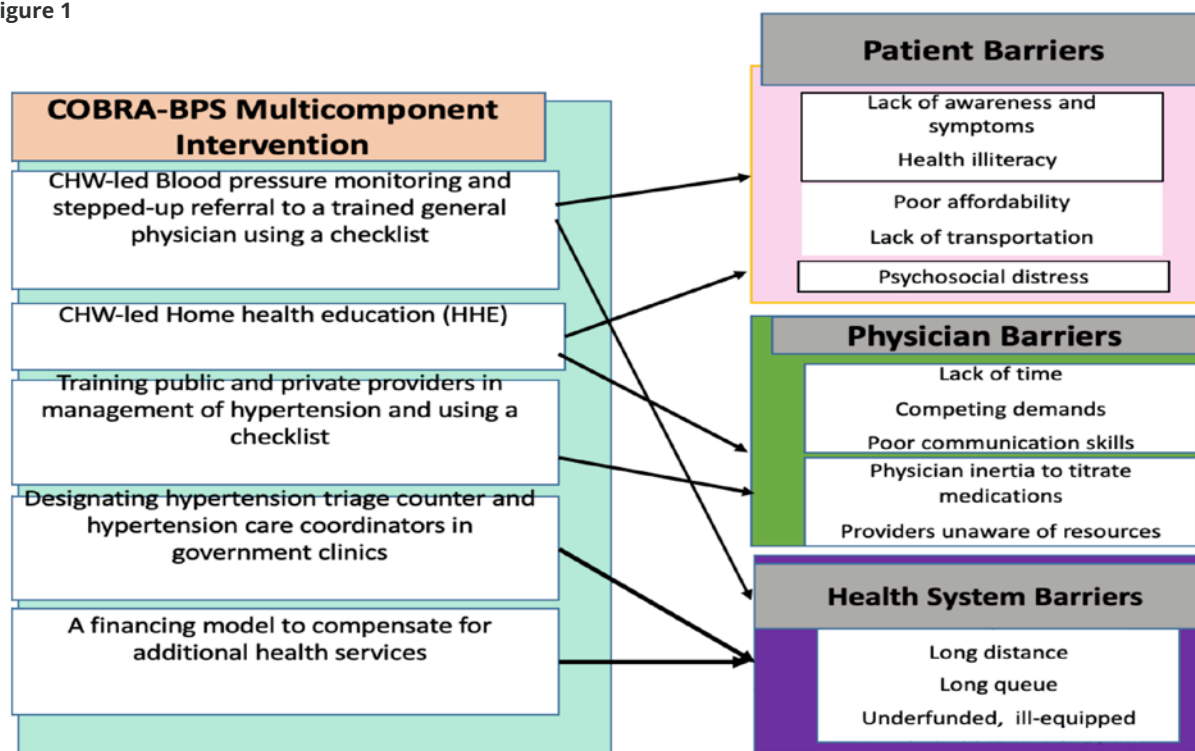 igure 1
COBRA-BPS Multicomponent
Intervention
CHW-led Blood pressure monitoring and
stepped-up referral to a trained general
physician using a checklist
CHW-led Home health education (HHE)
Training public and private providers in
management of hypertension and using a
checklist
Designating hypertension triage counter and
hypertension care coordinators in
government clinics
A financing model to compensate for
additional health services
Patient Barriers
Lack of awareness and
symptoms
Health illiteracy
Poor affordability
Lack of transportation
Psychosocial distress
Physician Barriers
Lack of time
Competing demands
Poor communication skills
Physician inertia to titrate
medications
Providers unaware of resources
Health System Barriers
Long distance
Long queue
Underfunded, ill-equipped